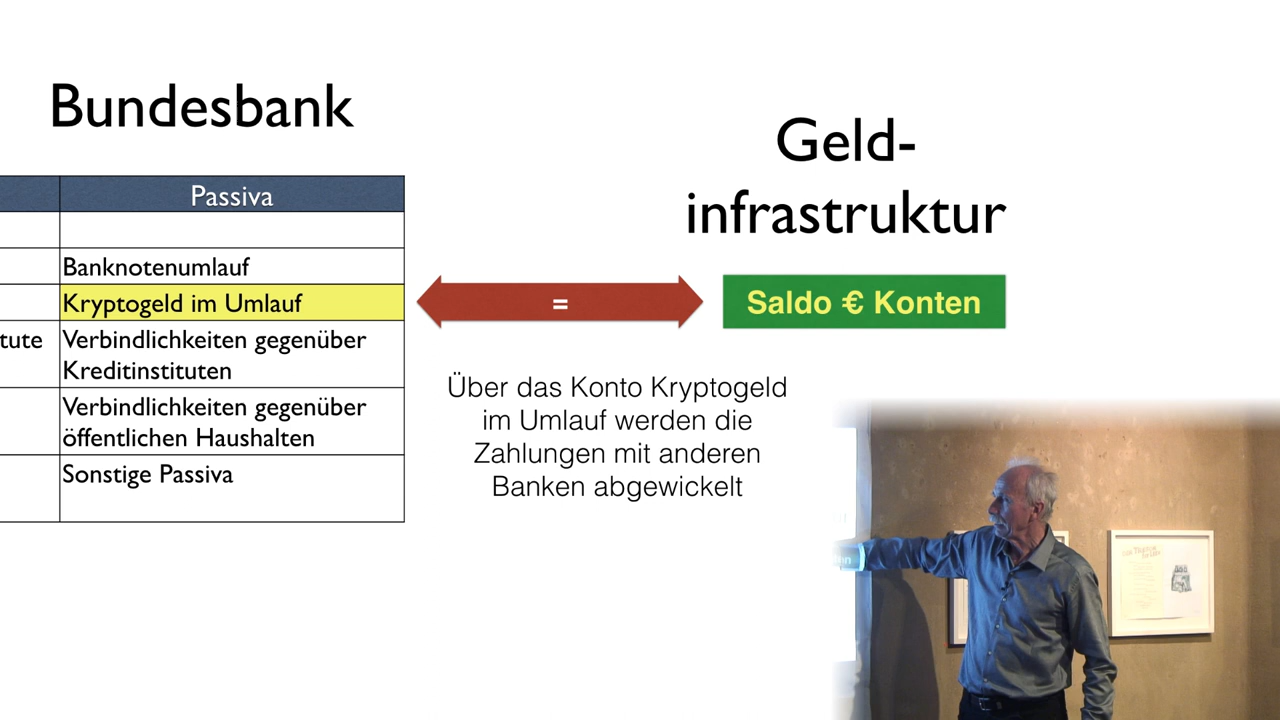 Bundesbank
Geld-
infrastruktur
Passiva
Banknotenumlauf
Kryptogeld im Umlauf
=
Saldo € Konten
tute
Verbindlichkeiten gegenüber
Kreditinstituten
Verbindlichkeiten gegenüber
öffentlichen Haushalten
Sonstige Passiva
Über das Konto Kryptogeld
im Umlauf werden die
Zahlungen mit anderen
Banken abgewickelt